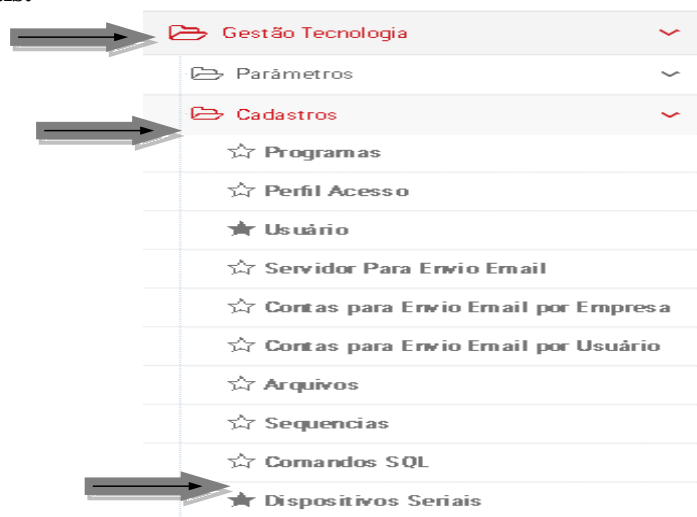 Gestão Tecnologia
Parâmetros
Cadastros
Programas
Perfil Acesso
Usuário
Servidor Para Envio Email
Contas para Envio Email por Empresa
Contas para Envio Email por Usuário
Arquivos
Sequencias
Comandos SQL
Dispositivos Seriais